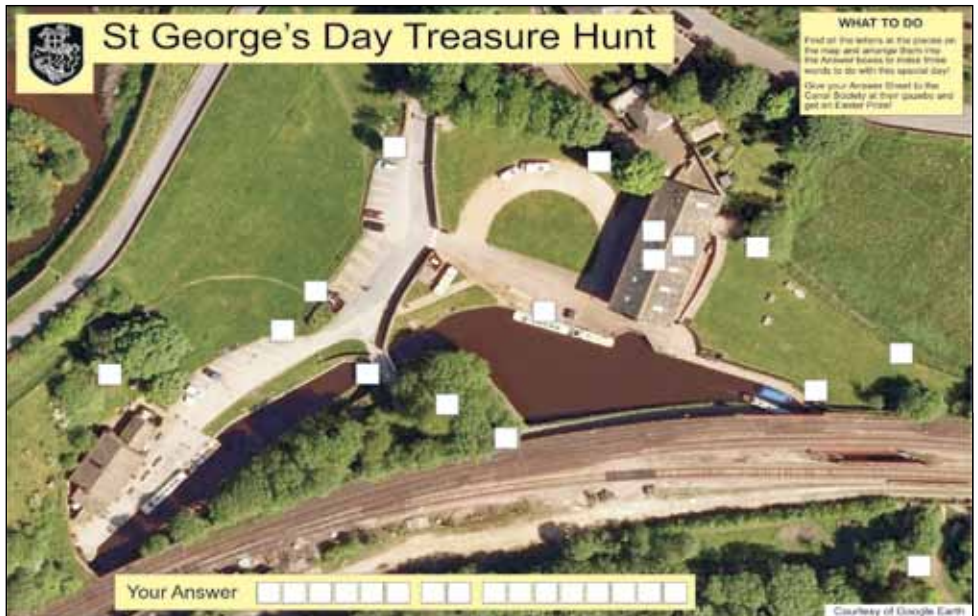 St George's Day Treasure Hunt
WHAT TO DO
Find all the letters at the places on
the map and arrange them into
the Answer boxes to make three
words to do with this special day!
Give your Answer Sheet to the
Canal Society at their gazebo and
get an Easter Prize!
Your Answer
Courtesy of Google Earth